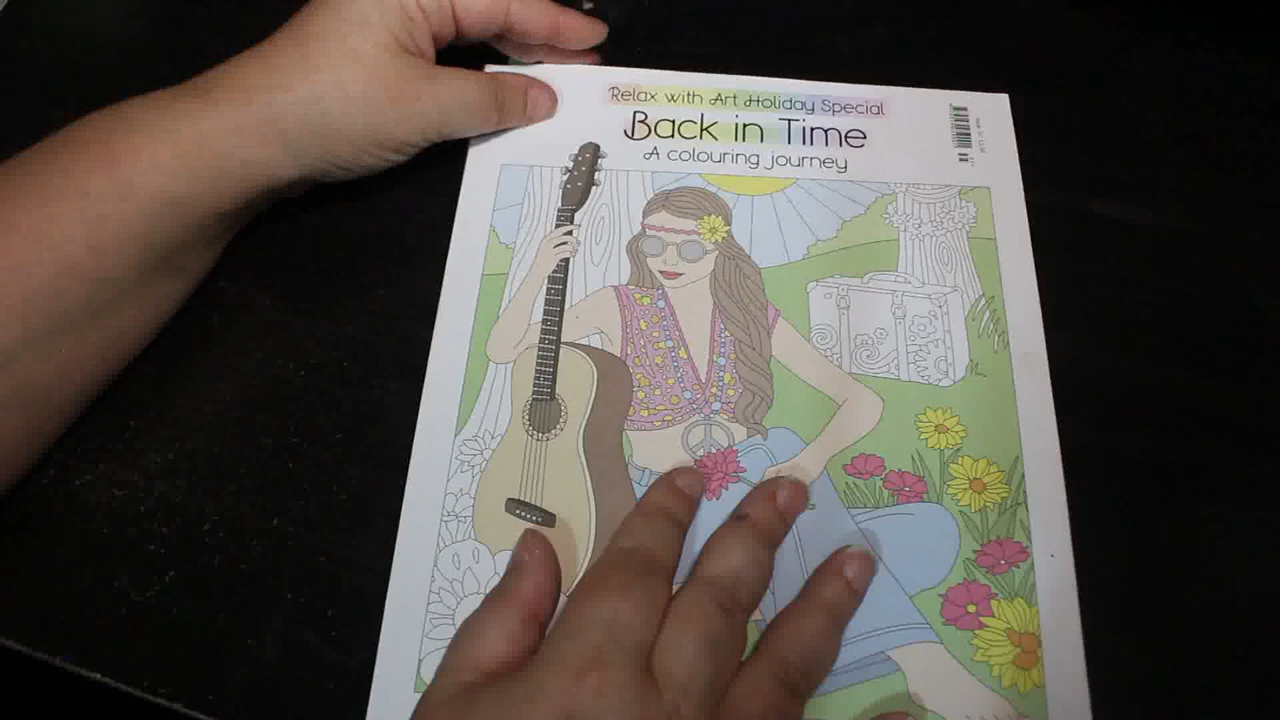 Relax with Art Holiday Special
Back in Time
A colouring journey